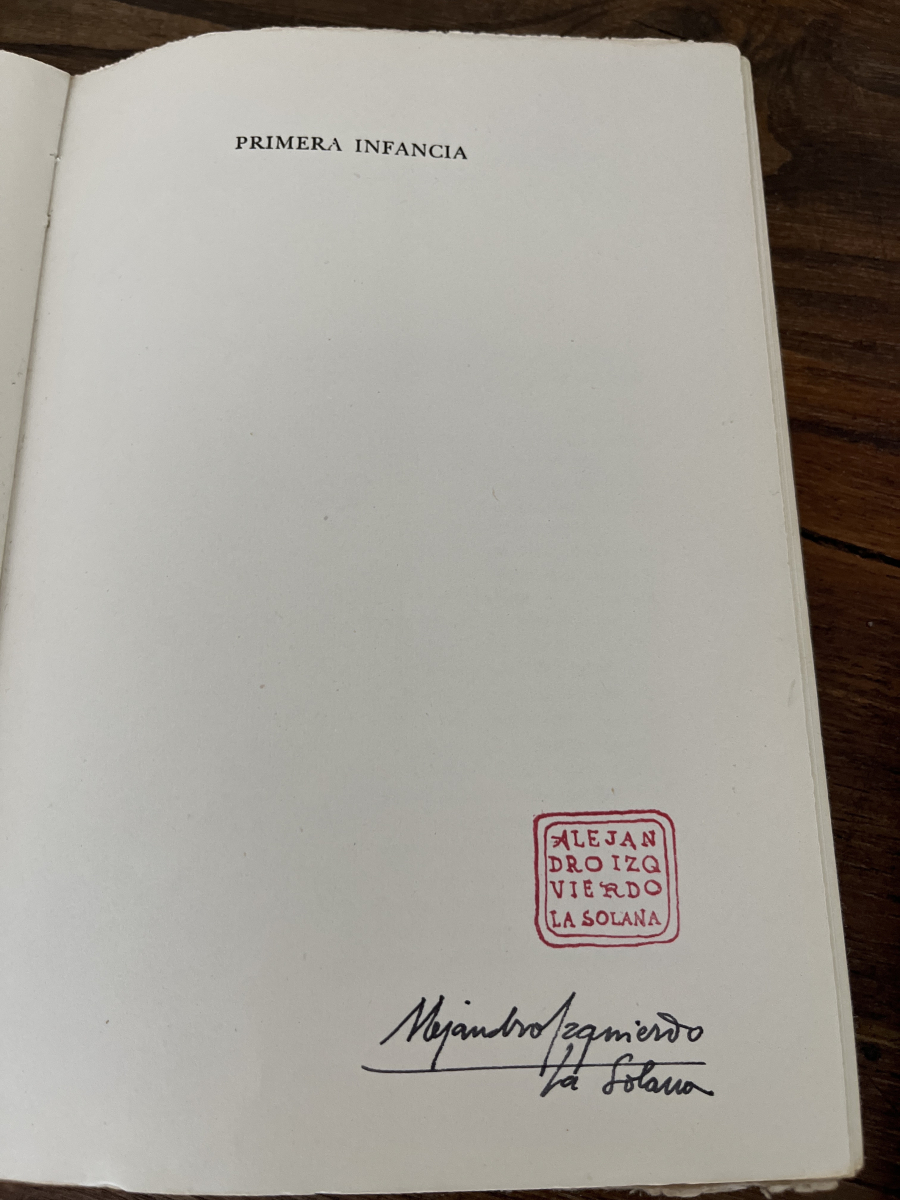 PRIMERA INFANCIA
ALEJAN
DRO IZQ
VIERDO
LA SOLANA
Alejandro Izquierdo
La Solana